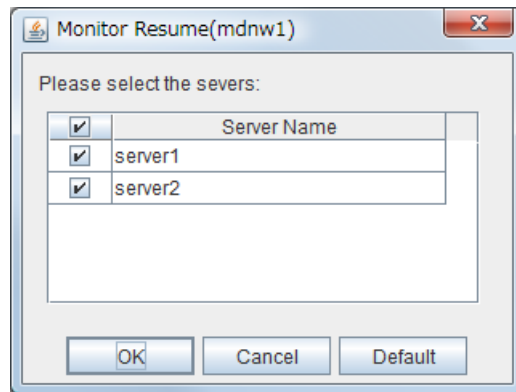 Monitor Resume(mdnw1)
Please select the severs:
Server Name
server1
server2
OK Cancel Default